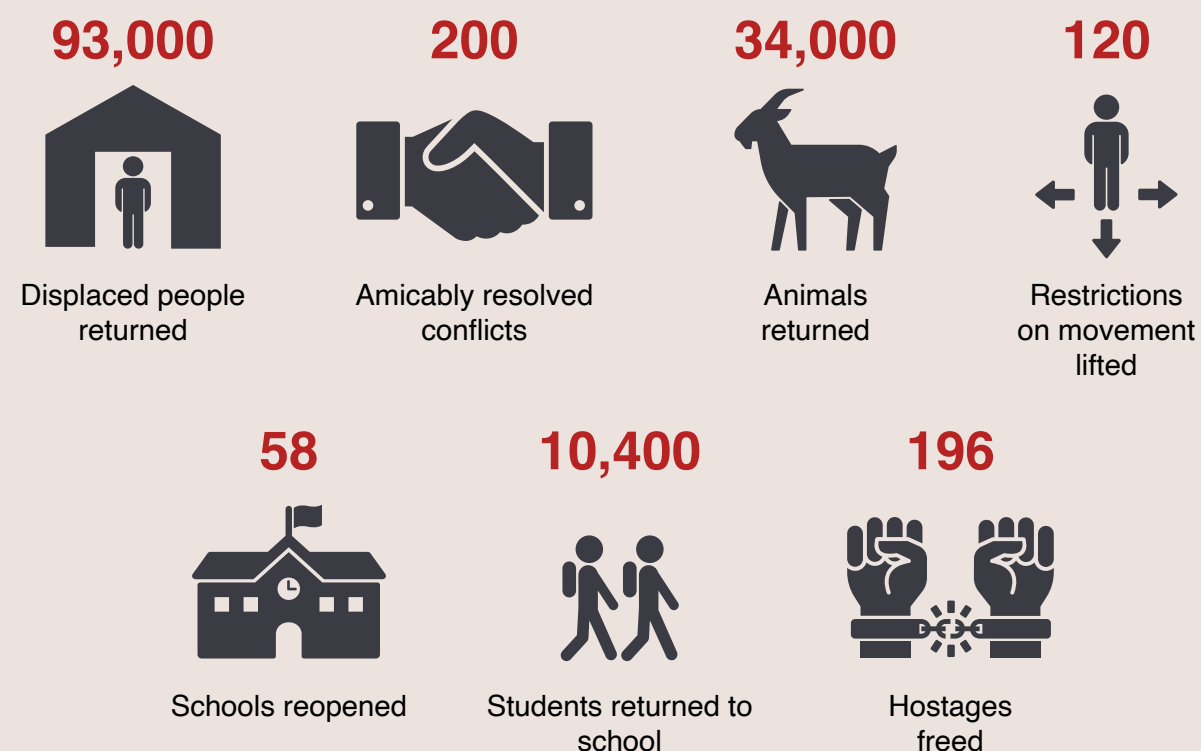 93,000
Displaced people
returned
200
Amicably resolved
conflicts
34,000
Animals
returned
120
Restrictions
on movement
lifted
58
Schools reopened
10,400
Students returned to
school
196
Hostages
freed